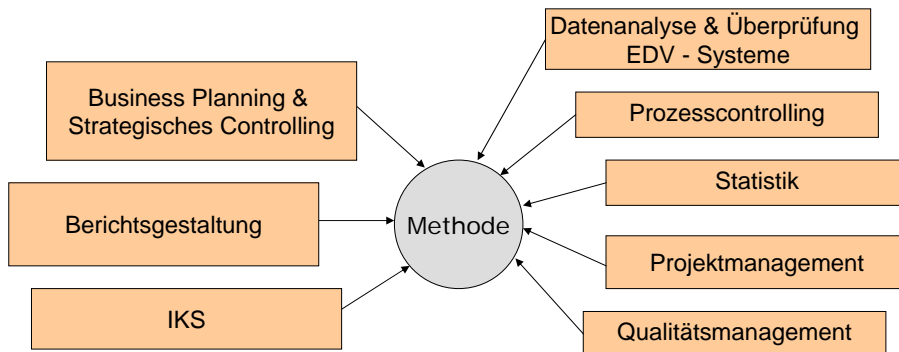 Datenanalyse & Überprüfung
EDV - Systeme
Business Planning &
Strategisches Controlling
Prozesscontrolling
Statistik
Berichtsgestaltung
Methode
Projektmanagement
IKS
Qualitätsmanagement